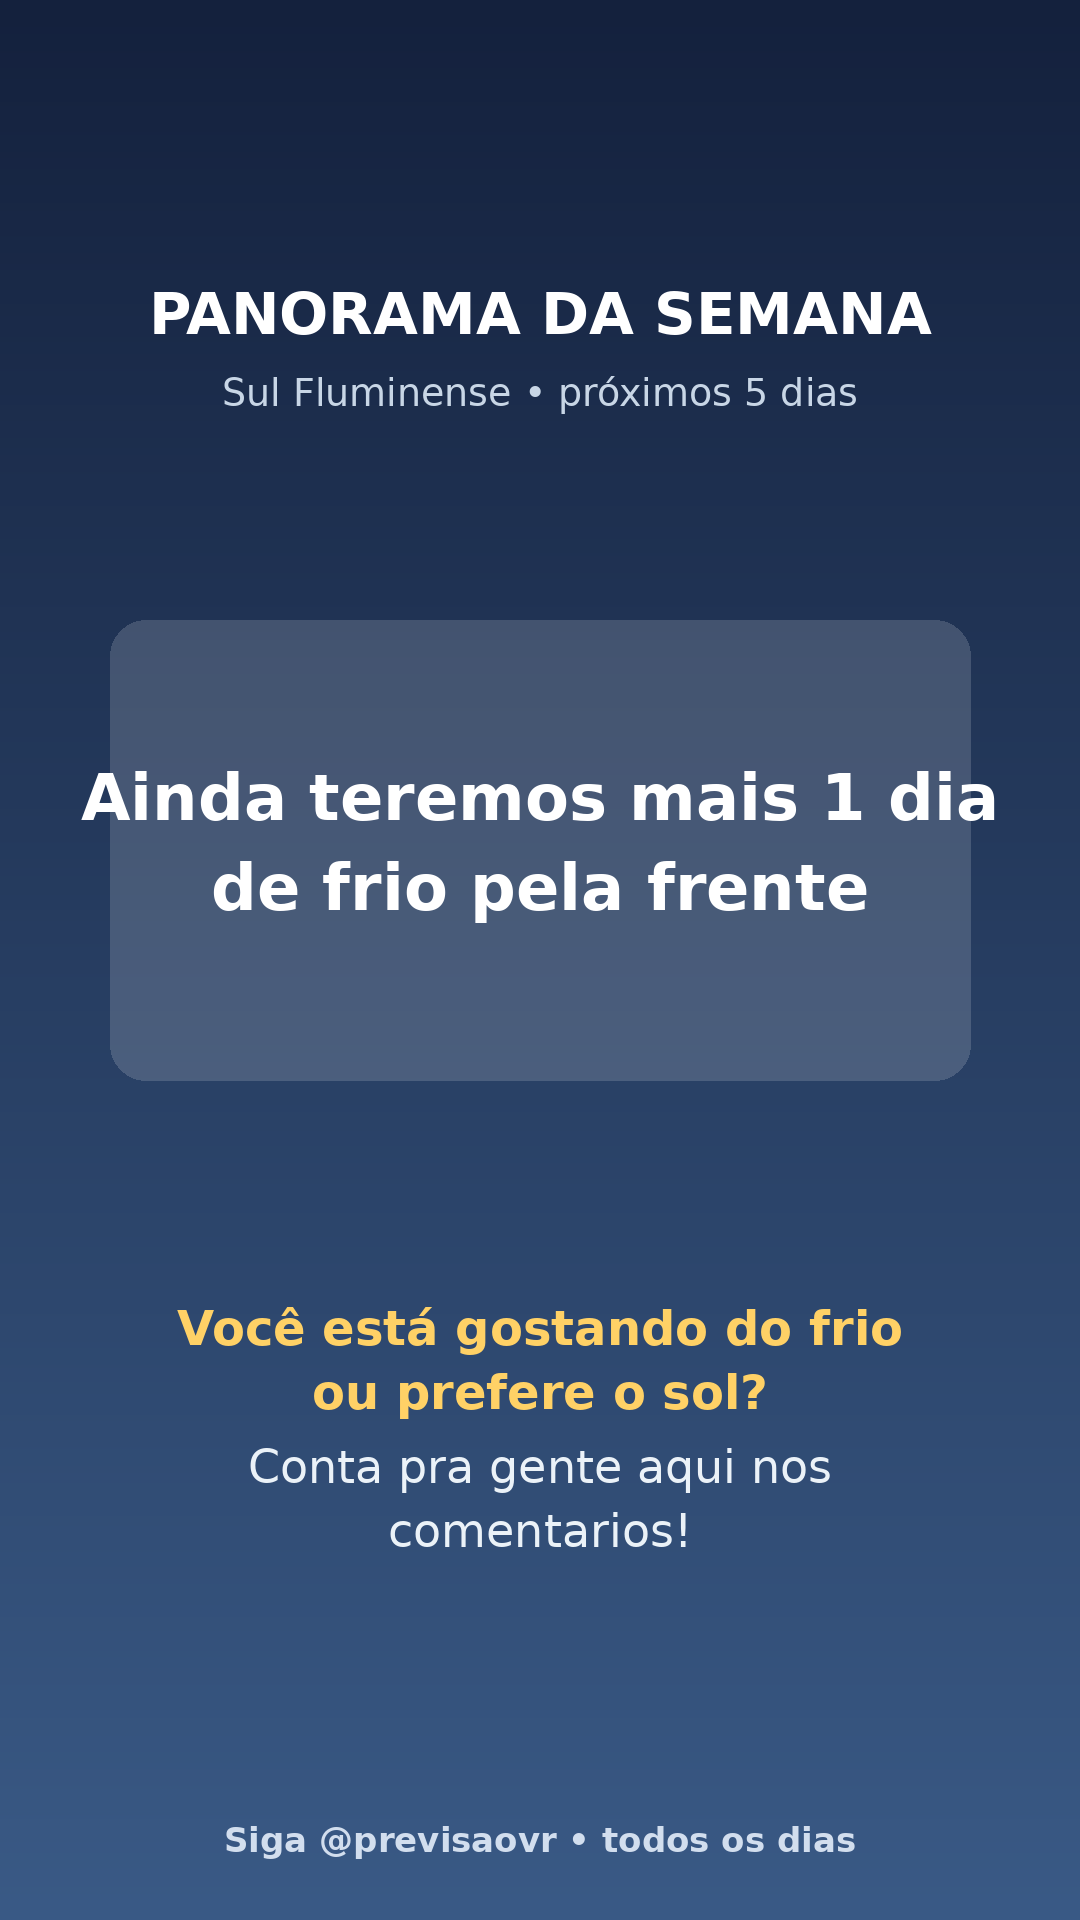 PANORAMA DA SEMANA
Sul Fluminense • próximos 5 dias
Ainda teremos mais 1 dia
de frio pela frente
Você está gostando do frio
ou prefere o sol?
Conta pra gente aqui nos
comentarios!
Siga @previsaovr • todos os dias